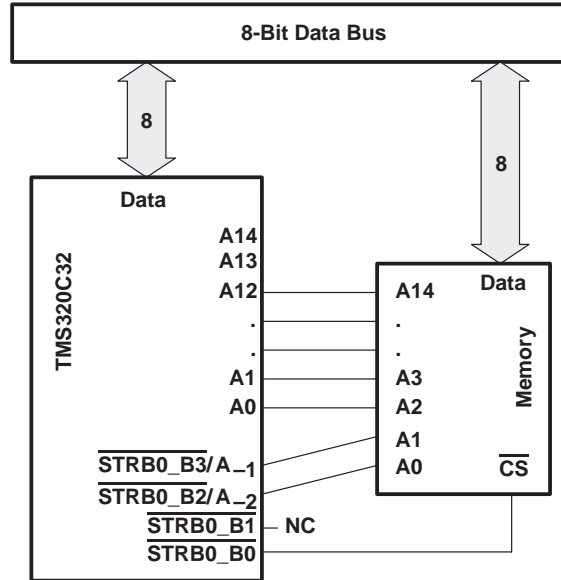 8-Bit Data Bus
8
8
Data
TMS320C32
A14
A13
A12
.
.
A1
A0
STRB0_B3/A–1
STRB0_B2/A–2
STRB0_B1
STRB0_B0
NC
Data
Memory
A14
.
.
A3
A2
A1
A0
CS